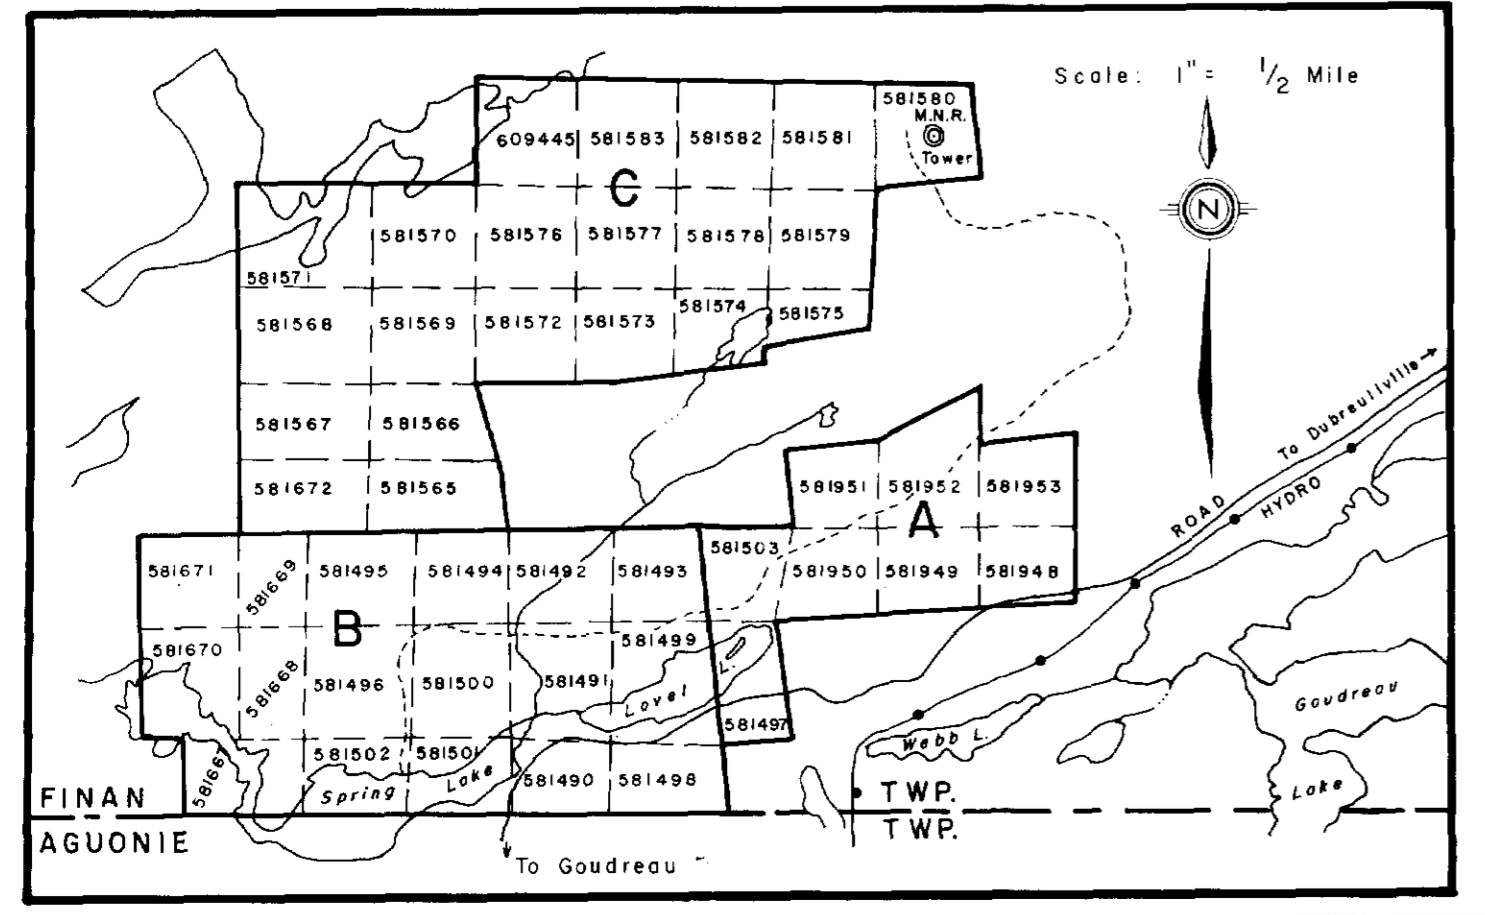 Scale: 1" = 1/2 Mile
581580
M.N.R.
Tower
609445 581583 581582 581581
C
N
581570 581576 581577 581578 581579
581571
581568 581569 581572 581573 581574 581575
581567 581566
581672 581565
To Dubreuilville
ROAD
HYDRO
581951 581952 581953
A
581503
581950 581949 581948
581671 581669 581495 581494 581492 581493
B
581670 581668 581496 581500 581491 581499
Lovel L.
581497
Goudreau
Webb L.
581667 581502 581501
Spring Lake
581490 581498
Lake
FINAN TWP.
AGUONIE TWP.
To Goudreau